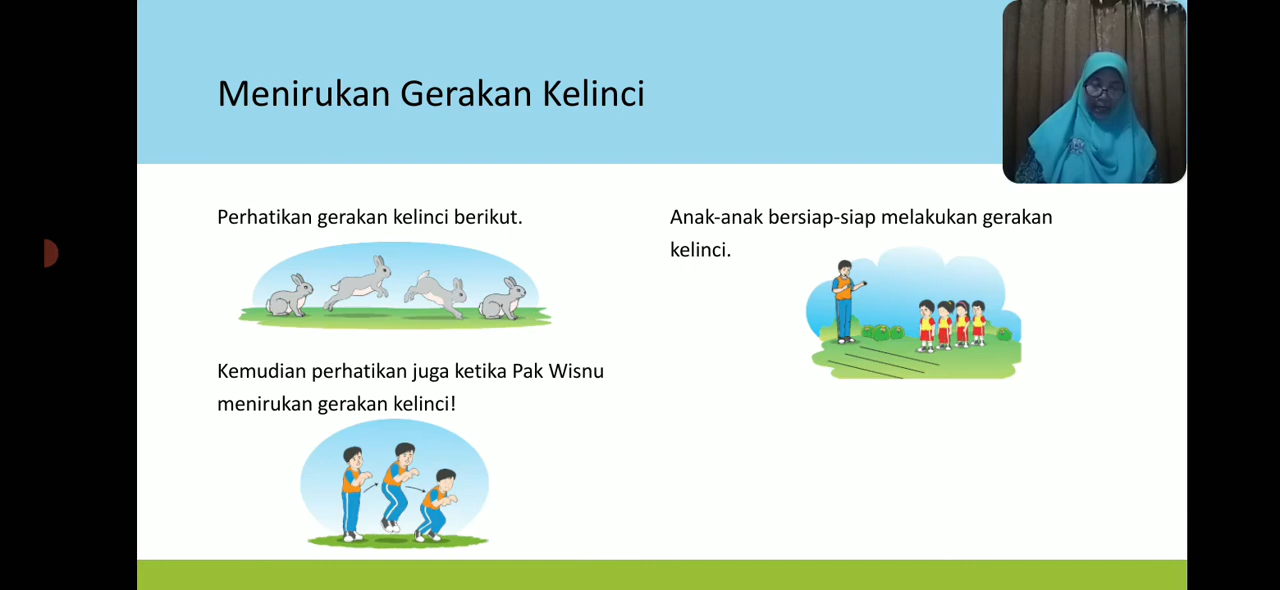 Menirukan Gerakan Kelinci
Perhatikan gerakan kelinci berikut.
Kemudian perhatikan juga ketika Pak Wisnu
menirukan gerakan kelinci!
Anak-anak bersiap-siap melakukan gerakan
kelinci.